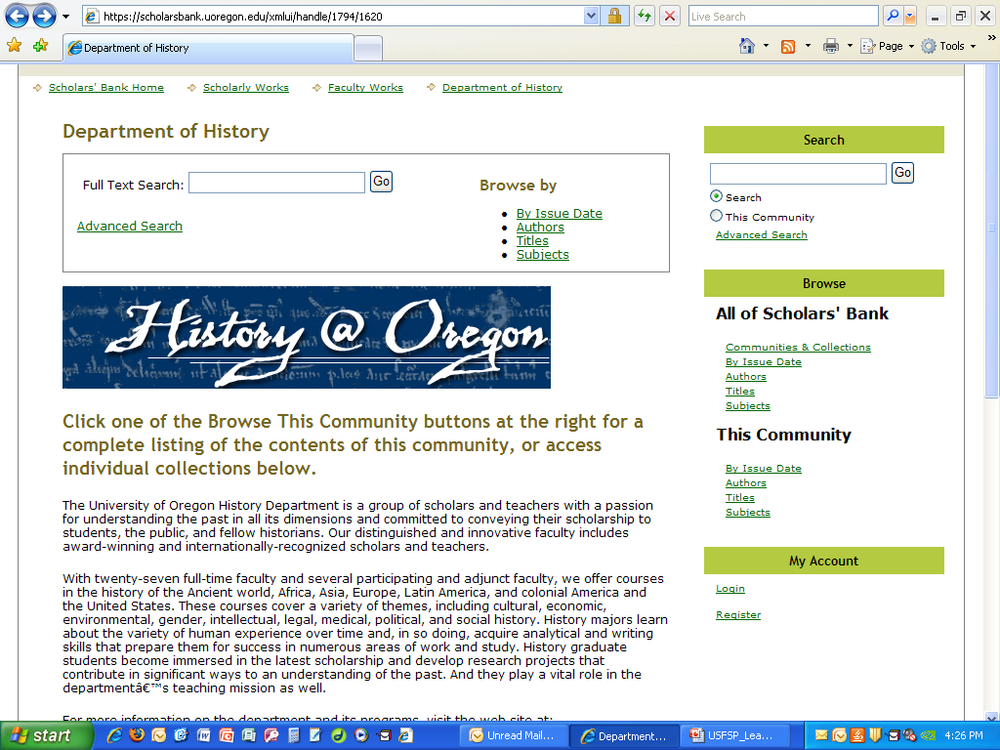 https://scholarsbank.uoregon.edu/xmlui/handle/1794/1620
Live Search
Department of History
Page
Tools
»
Scholars' Bank Home
Scholarly Works
Faculty Works
Department of History
Department of History
Full Text Search:
Go
Advanced Search
Browse by
By Issue Date
Authors
Titles
Subjects
History @ Oregon
Click one of the Browse This Community buttons at the right for a
complete listing of the contents of this community, or access
individual collections below.
The University of Oregon History Department is a group of scholars and teachers with a passion
for understanding the past in all its dimensions and committed to conveying their scholarship to
students, the public, and fellow historians. Our distinguished and innovative faculty includes
award-winning and internationally-recognized scholars and teachers.
With twenty-seven full-time faculty and several participating and adjunct faculty, we offer courses
in the history of the Ancient world, Africa, Asia, Europe, Latin America, and colonial America and
the United States. These courses cover a variety of themes, including cultural, economic,
environmental, gender, intellectual, legal, medical, political, and social history. History majors learn
about the variety of human experience over time and, in so doing, acquire analytical and writing
skills that prepare them for success in numerous areas of work and study. History graduate
students become immersed in the latest scholarship and develop research projects that
contribute in significant ways to an understanding of the past. And they play a vital role in the
departmentâ€™s teaching mission as well.
For more information on the department and its programs, visit the web site at:
Search
Go
Search
This Community
Advanced Search
Browse
All of Scholars' Bank
Communities & Collections
By Issue Date
Authors
Titles
Subjects
This Community
By Issue Date
Authors
Titles
Subjects
My Account
Login
Register
start
Unread Mail...
Department...
USFSP_Lea...
4:26 PM